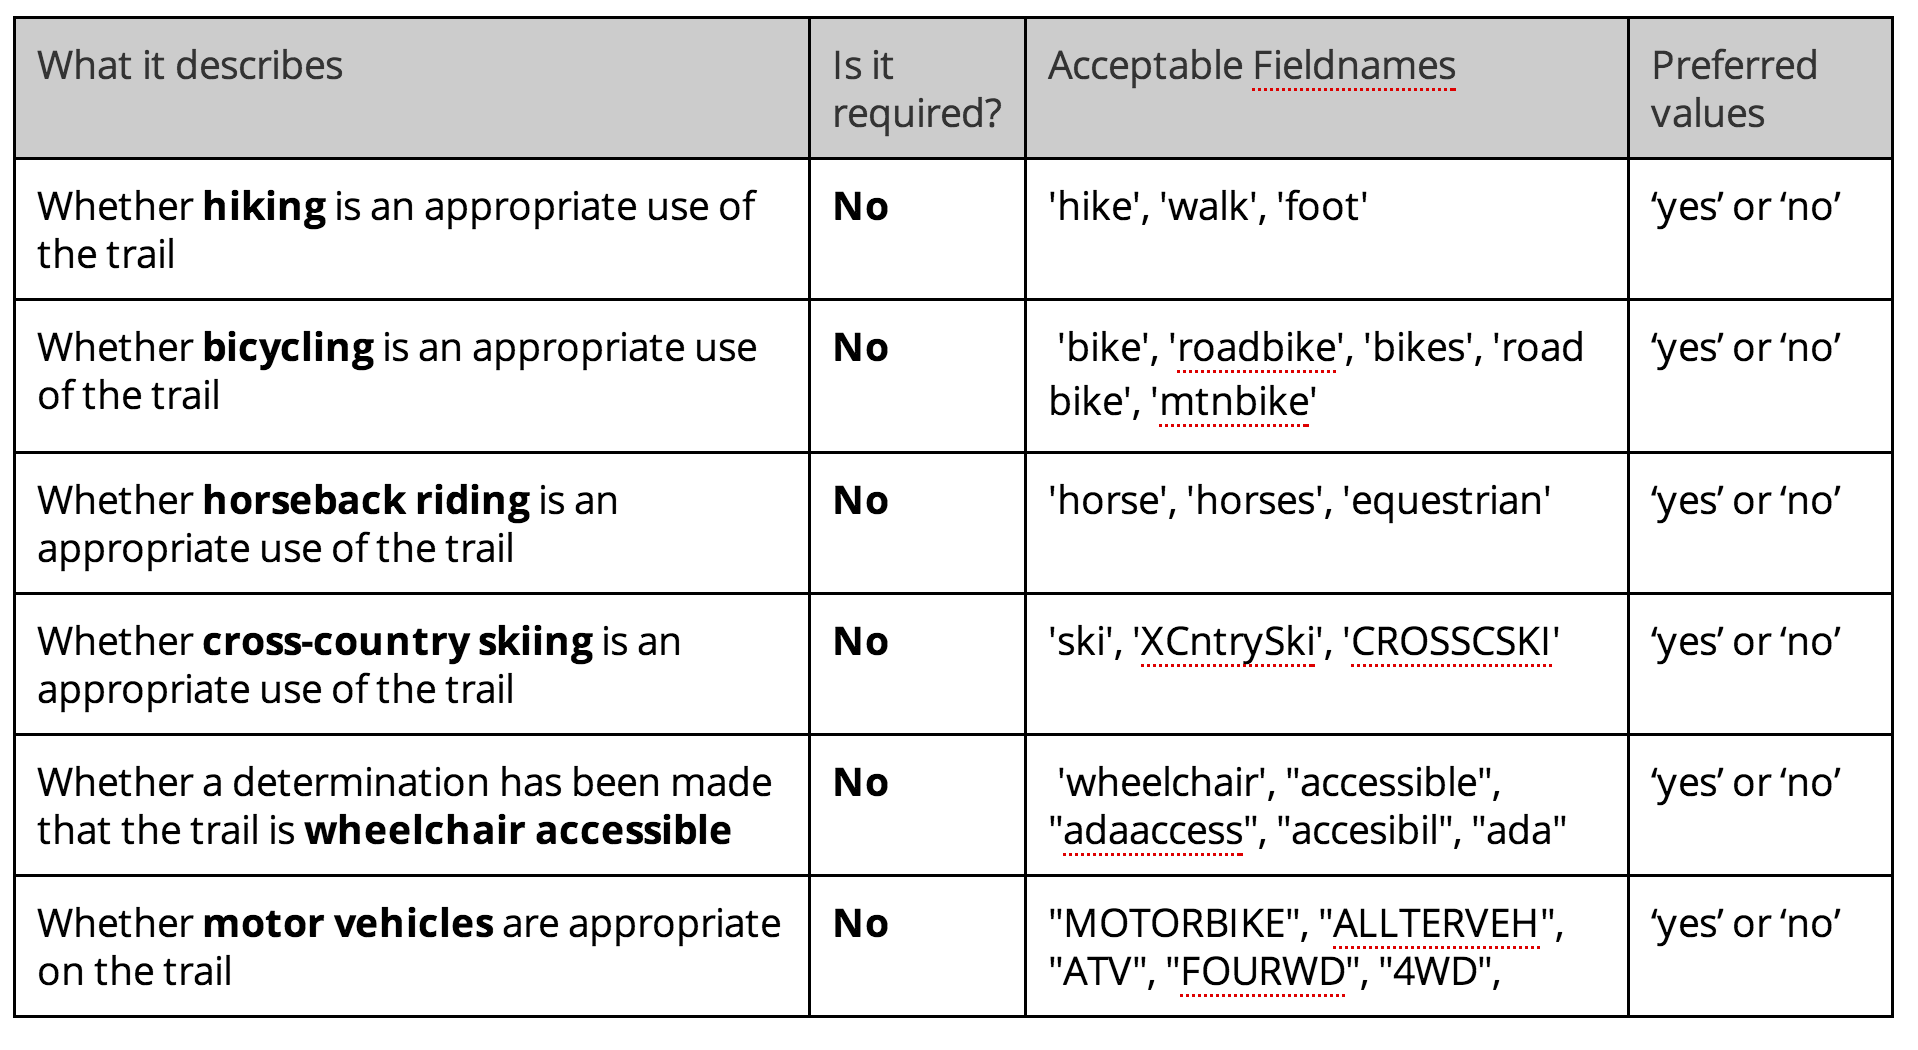 What it describes
Is it
required?
Acceptable Fieldnames
Preferred
values
Whether hiking is an appropriate use of
the trail
No
'hike', 'walk', 'foot'
‘yes’ or ‘no’
Whether bicycling is an appropriate use
of the trail
No
'bike', 'roadbike', 'bikes', 'road
bike', 'mtnbike'
‘yes’ or ‘no’
Whether horseback riding is an
appropriate use of the trail
No
'horse', 'horses', 'equestrian'
‘yes’ or ‘no’
Whether cross-country skiing is an
appropriate use of the trail
No
'ski', 'XCntrySki', 'CROSSCSKI'
‘yes’ or ‘no’
Whether a determination has been made
that the trail is wheelchair accessible
No
'wheelchair', "accessible",
"adaaccess", "accesibil", "ada"
‘yes’ or ‘no’
Whether motor vehicles are appropriate
on the trail
No
"MOTORBIKE", "ALLTERVEH",
"ATV", "FOURWD", "4WD",
‘yes’ or ‘no’